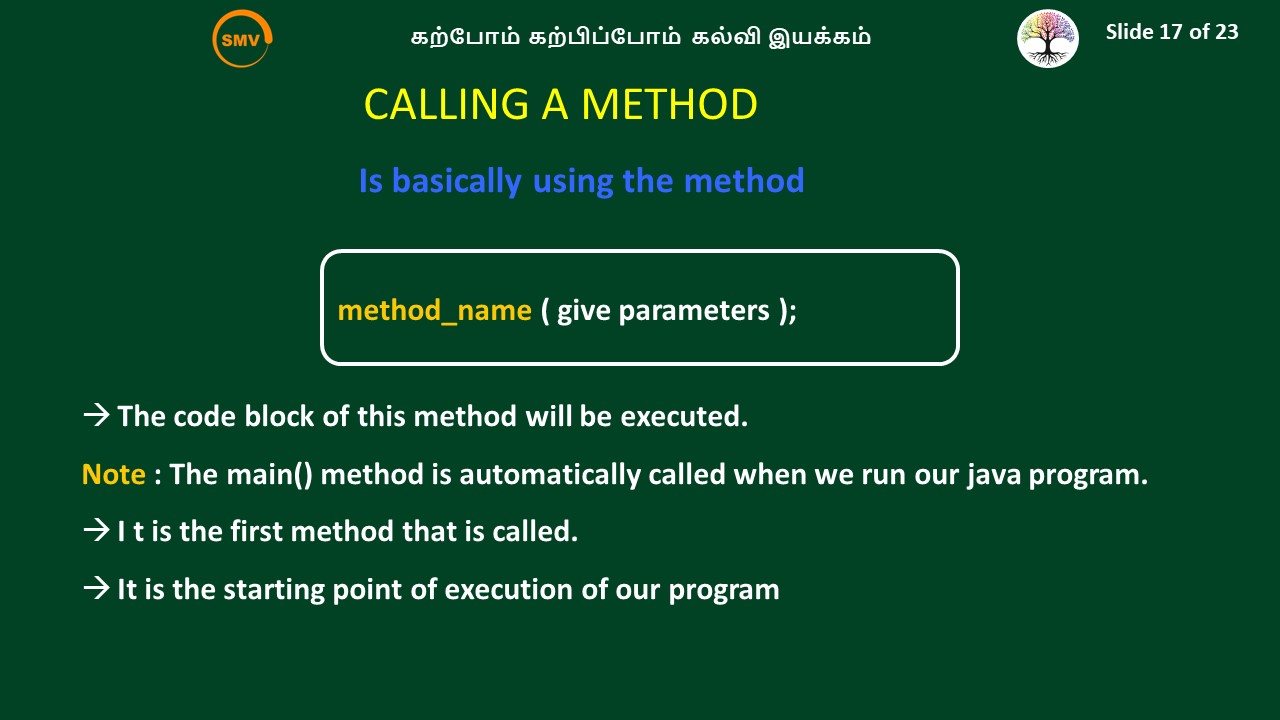 SMV
கற்போம் கற்பிப்போம் கல்வி இயக்கம்
Slide 17 of 23
CALLING A METHOD
Is basically using the method
method_name ( give parameters );
→ The code block of this method will be executed.
Note : The main() method is automatically called when we run our java program.
→ I t is the first method that is called.
→ It is the starting point of execution of our program